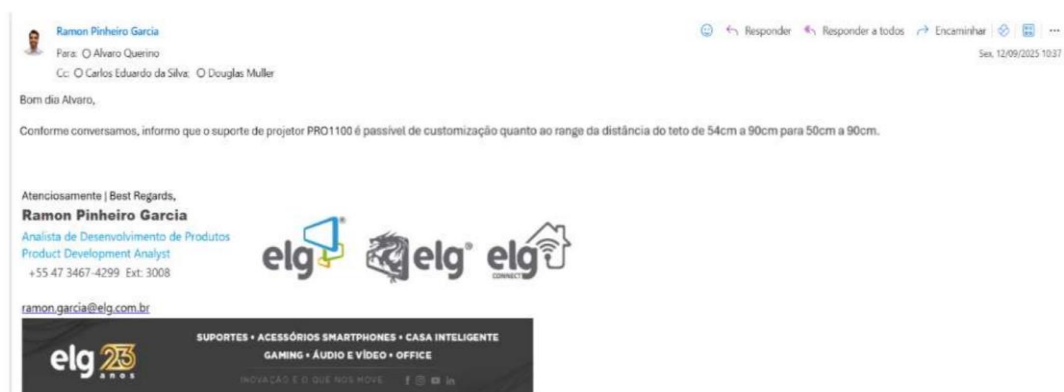 Ramon Pinheiro Garcia
Responder Responder a todos Encaminhar
Para: Alvaro Querino
Sex, 12/09/2025 10:37
Cc: Carlos Eduardo da Silva; Douglas Muller
Bom dia Alvaro,
Conforme conversamos, informo que o suporte de projetor PRO1100 é passível de customização quanto ao range da distância do teto de 54cm a 90cm para 50cm a 90cm.
Atenciosamente | Best Regards,
Ramon Pinheiro Garcia
Analista de Desenvolvimento de Produtos
Product Development Analyst
+55 47 3467-4299 Ext: 3008
elg® elg® elg
CONNECT
ramon.garcia@elg.com.br
SUPORTES • ACESSÓRIOS SMARTPHONES • CASA INTELIGENTE
GAMING • ÁUDIO E VÍDEO • OFFICE
elg 23
anos
INOVAÇÃO É O QUE NOS MOVE